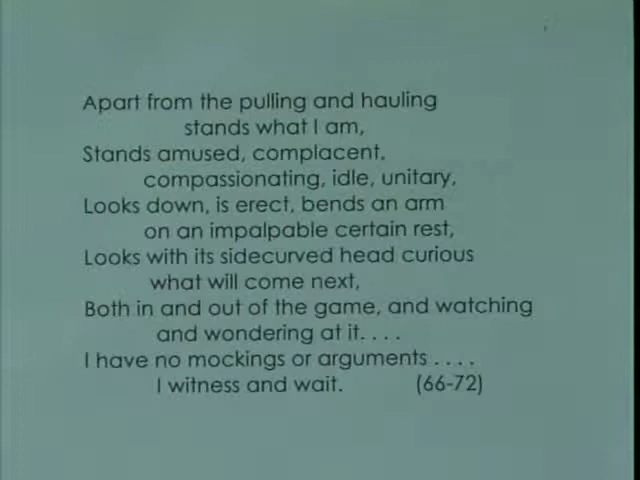 Apart from the pulling and hauling
stands what I am,
Stands amused, complacent,
compassionating, idle, unitary,
Looks down, is erect, bends an arm
on an impalpable certain rest,
Looks with its sidecurved head curious
what will come next,
Both in and out of the game, and watching
and wondering at it. . . .
I have no mockings or arguments . . . .
I witness and wait. (66-72)